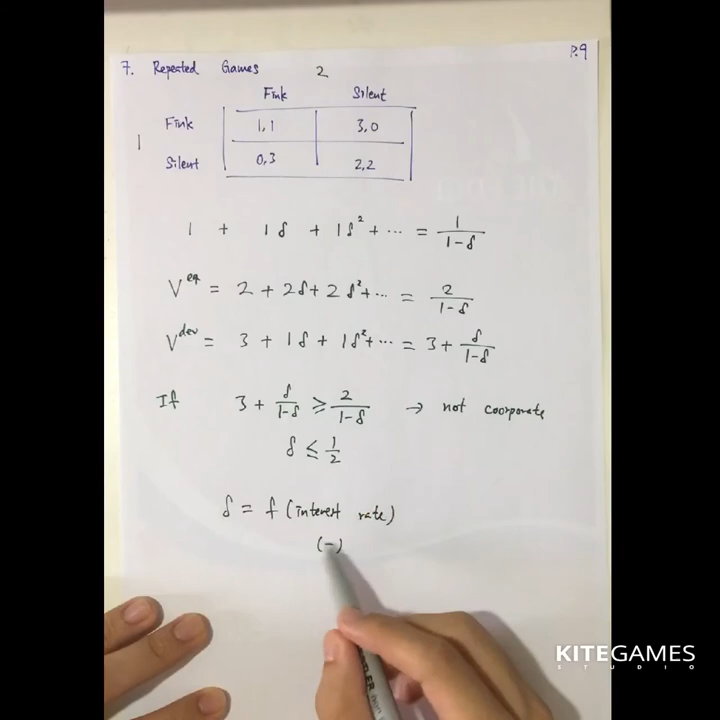 P.9
7. Repeated Games 2
Fink Silent
Fink 1,1 3,0
1
Silent 0,3 2,2
1 + 1δ + 1δ² + ... = 1/(1-δ)
V^eq = 2 + 2δ + 2δ² + ... = 2/(1-δ)
V^dev = 3 + 1δ + 1δ² + ... = 3 + δ/(1-δ)
If 3 + δ/(1-δ) ≥ 2/(1-δ) → not coorporate
δ ≤ 1/2
δ = f (interest rate)
(-)
KITEGAMES
STUDIO